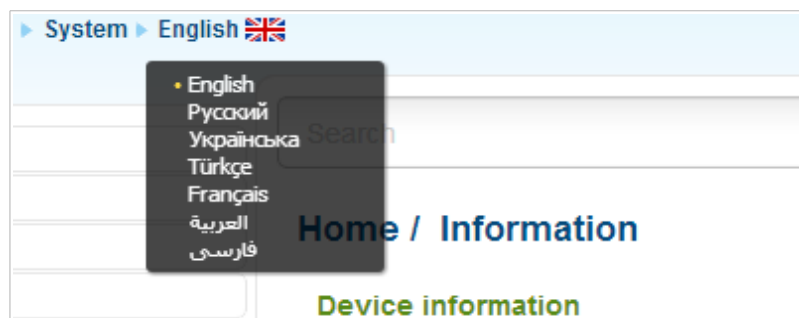 System English
English
Русский
Українська
Türkçe
Français
العربية
فارسی
Search
Home / Information
Device information